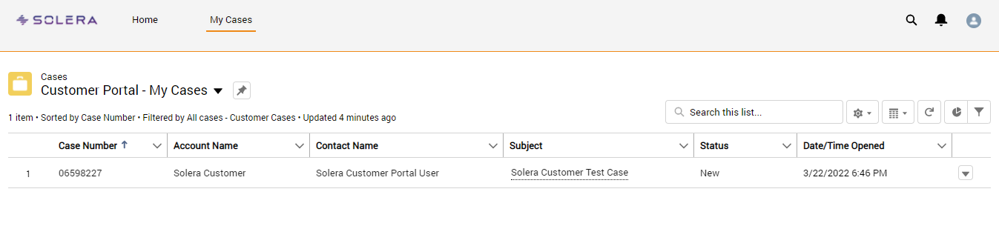 SOLERA Home My Cases
Cases
Customer Portal - My Cases
1 item • Sorted by Case Number • Filtered by All cases - Customer Cases • Updated 4 minutes ago
Search this list...
Case Number Account Name Contact Name Subject Status Date/Time Opened
1 06598227 Solera Customer Solera Customer Portal User Solera Customer Test Case New 3/22/2022 6:46 PM